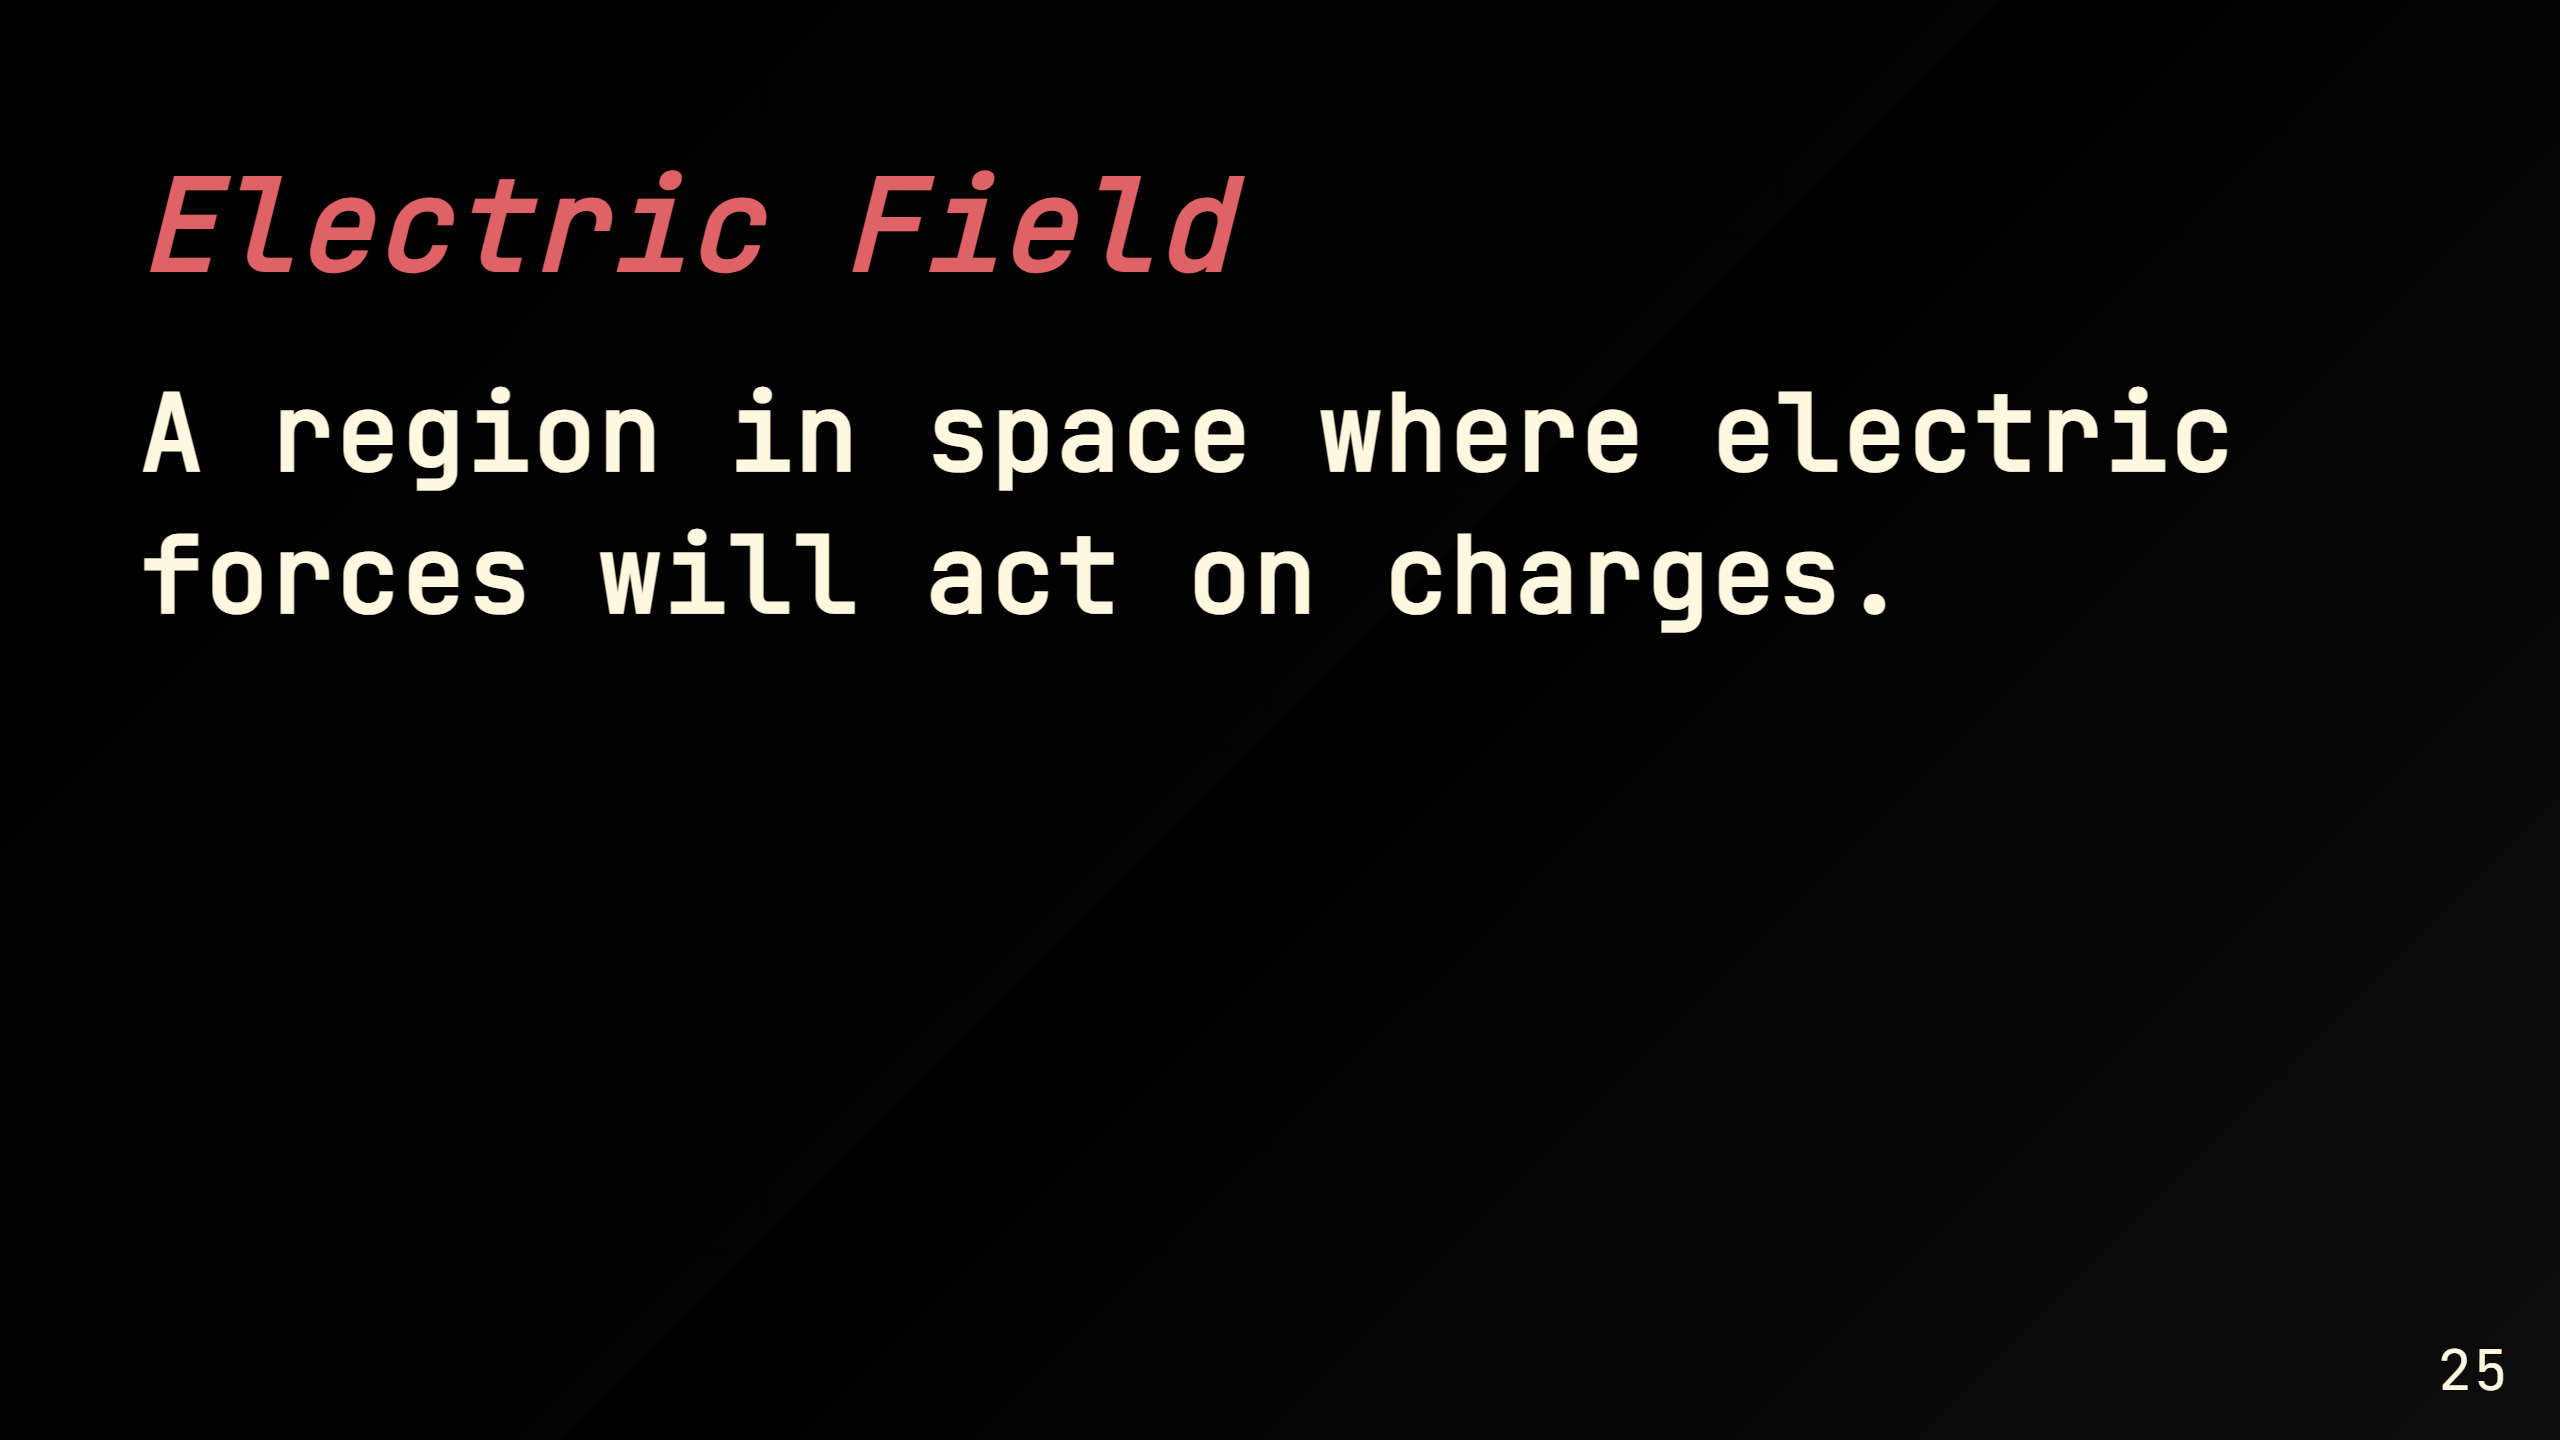 Electric Field
A region in space where electric
forces will act on charges.
25